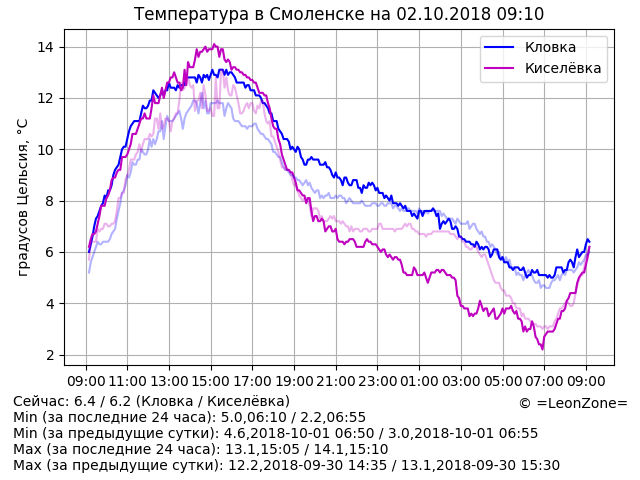 Температура в Смоленске на 02.10.2018 09:10
Кловка
Киселёвка
градусов Цельсия, °C
14
12
10
8
6
4
2
09:00 11:00 13:00 15:00 17:00 19:00 21:00 23:00 01:00 03:00 05:00 07:00 09:00
Сейчас: 6.4 / 6.2 (Кловка / Киселёвка)
© =LeonZone=
Min (за последние 24 часа): 5.0,06:10 / 2.2,06:55
Min (за предыдущие сутки): 4.6,2018-10-01 06:50 / 3.0,2018-10-01 06:55
Max (за последние 24 часа): 13.1,15:05 / 14.1,15:10
Max (за предыдущие сутки): 12.2,2018-09-30 14:35 / 13.1,2018-09-30 15:30